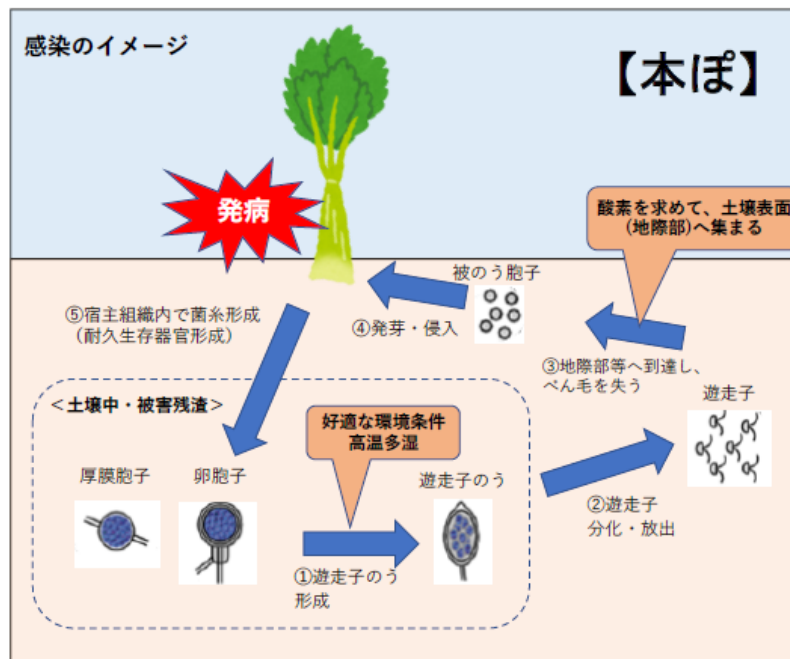 感染のイメージ
【本ぽ】
発病
酸素を求めて、土壌表面
(地際部)へ集まる
被のう胞子
⑤宿主組織内で菌糸形成
（耐久生存器官形成）
④発芽・侵入
③地際部等へ到達し、
べん毛を失う
遊走子
＜土壌中・被害残渣＞
好適な環境条件
高温多湿
厚膜胞子
卵胞子
遊走子のう
②遊走子
分化・放出
①遊走子のう
形成